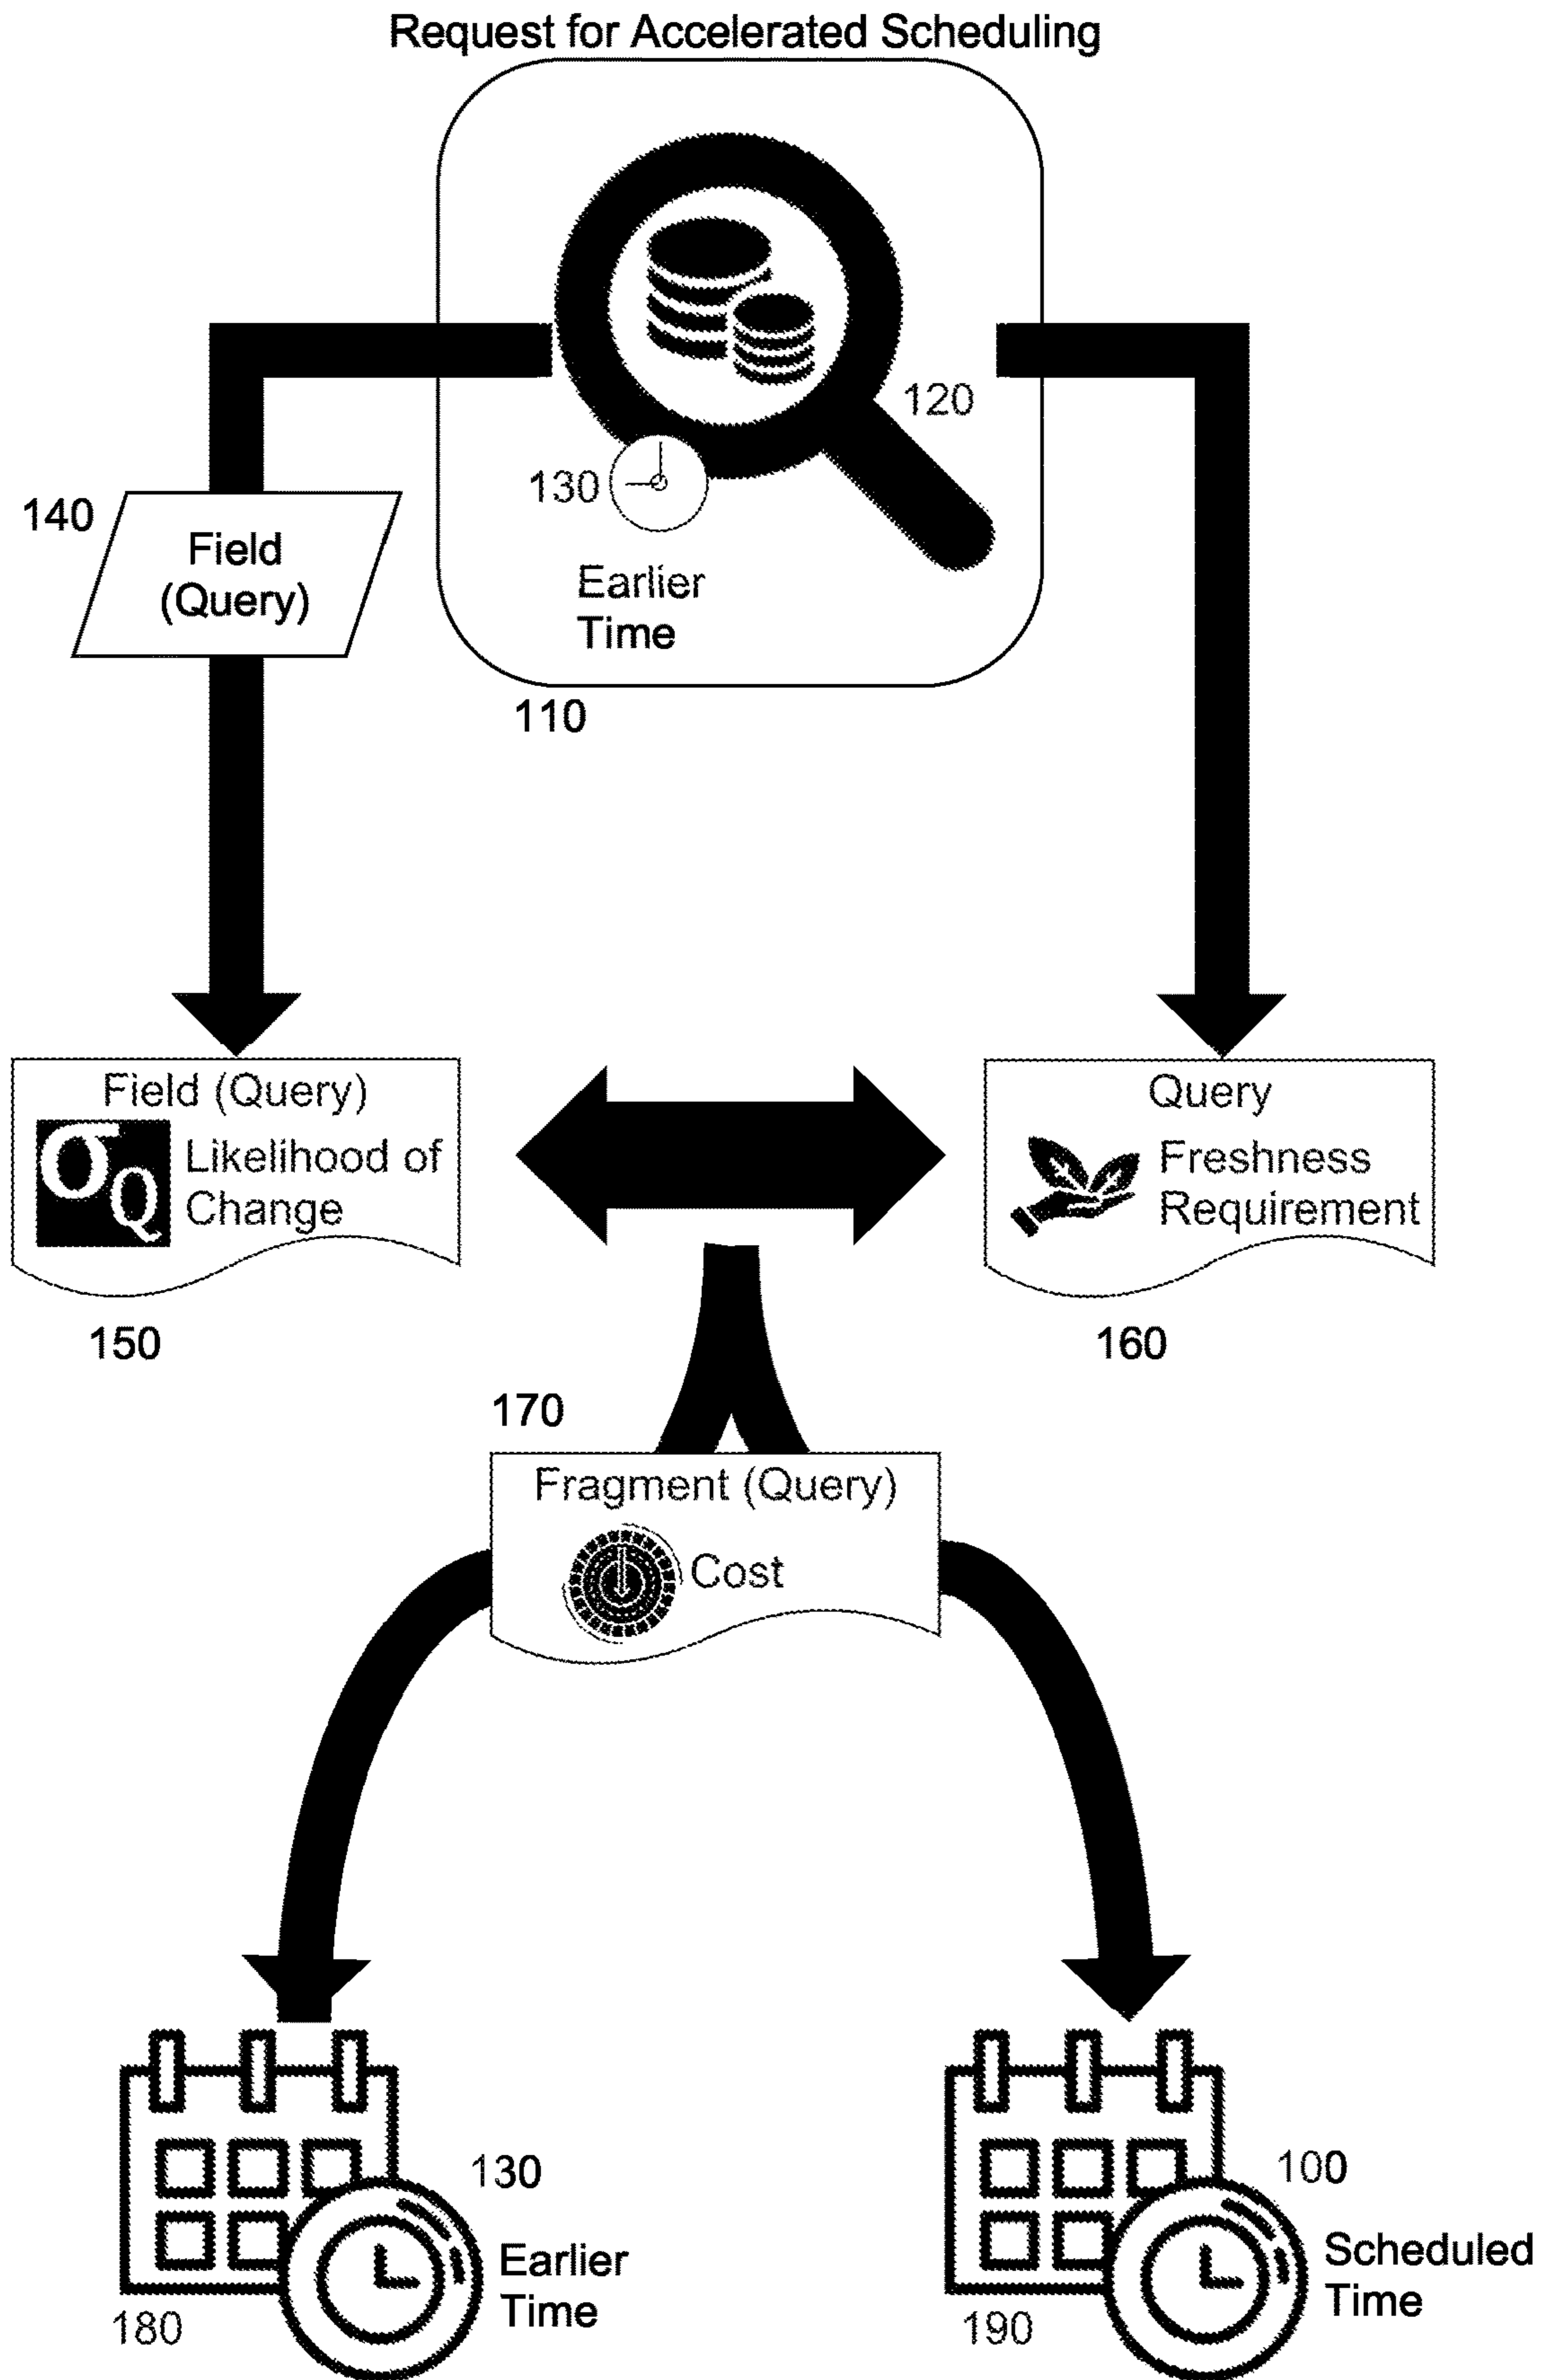 Request for Accelerated Scheduling
120
130
140
Field
(Query)
Earlier
Time
110
Field (Query)
σQ
Likelihood of
Change
Query
Freshness
Requirement
150
160
170
Fragment (Query)
Cost
130
Earlier
Time
180
100
Scheduled
Time
190